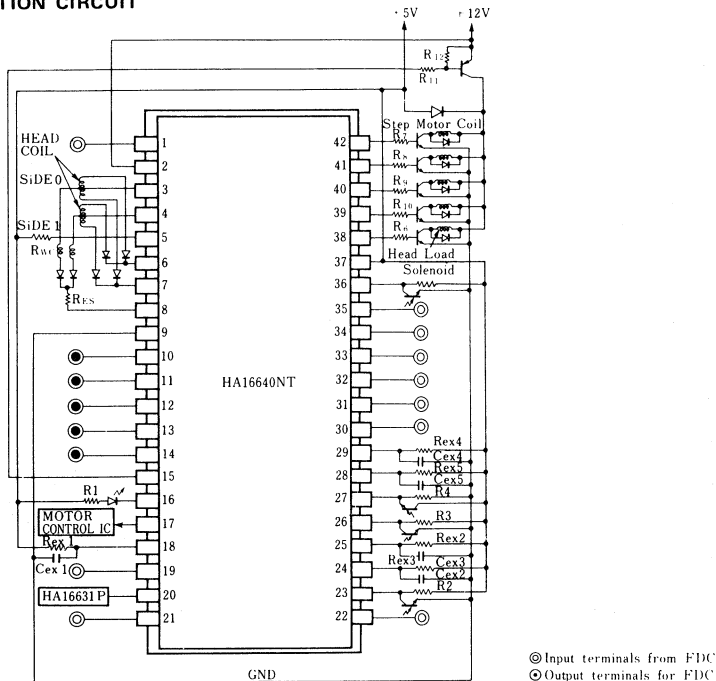 TION CIRCUIT
+5V
+12V
R12
R11
HEAD
COIL
SiDE0
SiDE1
RWC
RES
Step Motor Coil
R7
R8
R9
R10
R6
Head Load
Solenoid
HA16640NT
1
2
3
4
5
6
7
8
9
10
11
12
13
14
15
16
17
18
19
20
21
42
41
40
39
38
37
36
35
34
33
32
31
30
29
28
27
26
25
24
23
22
R1
MOTOR
CONTROL IC
Rex 1
Cex 1
HA16631P
Rex4
Cex4
Rex5
Cex5
R4
R3
Rex2
Rex3
Cex3
Cex2
R2
GND
◎Input terminals from FDC
⦿Output terminals for FDC